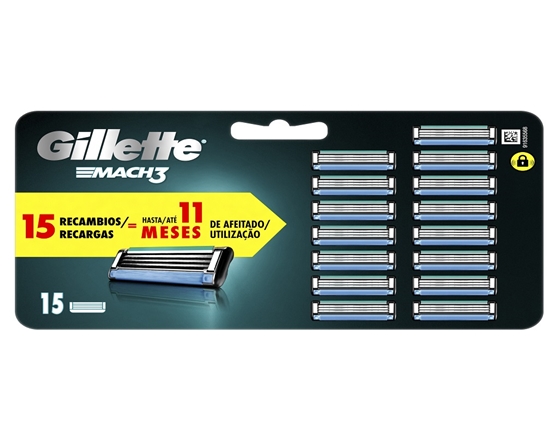 Gillette
MACH3
15 RECAMBIOS/ RECARGAS = HASTA/ATÉ 11 MESES DE AFEITADO/ UTILIZAÇÃO
15